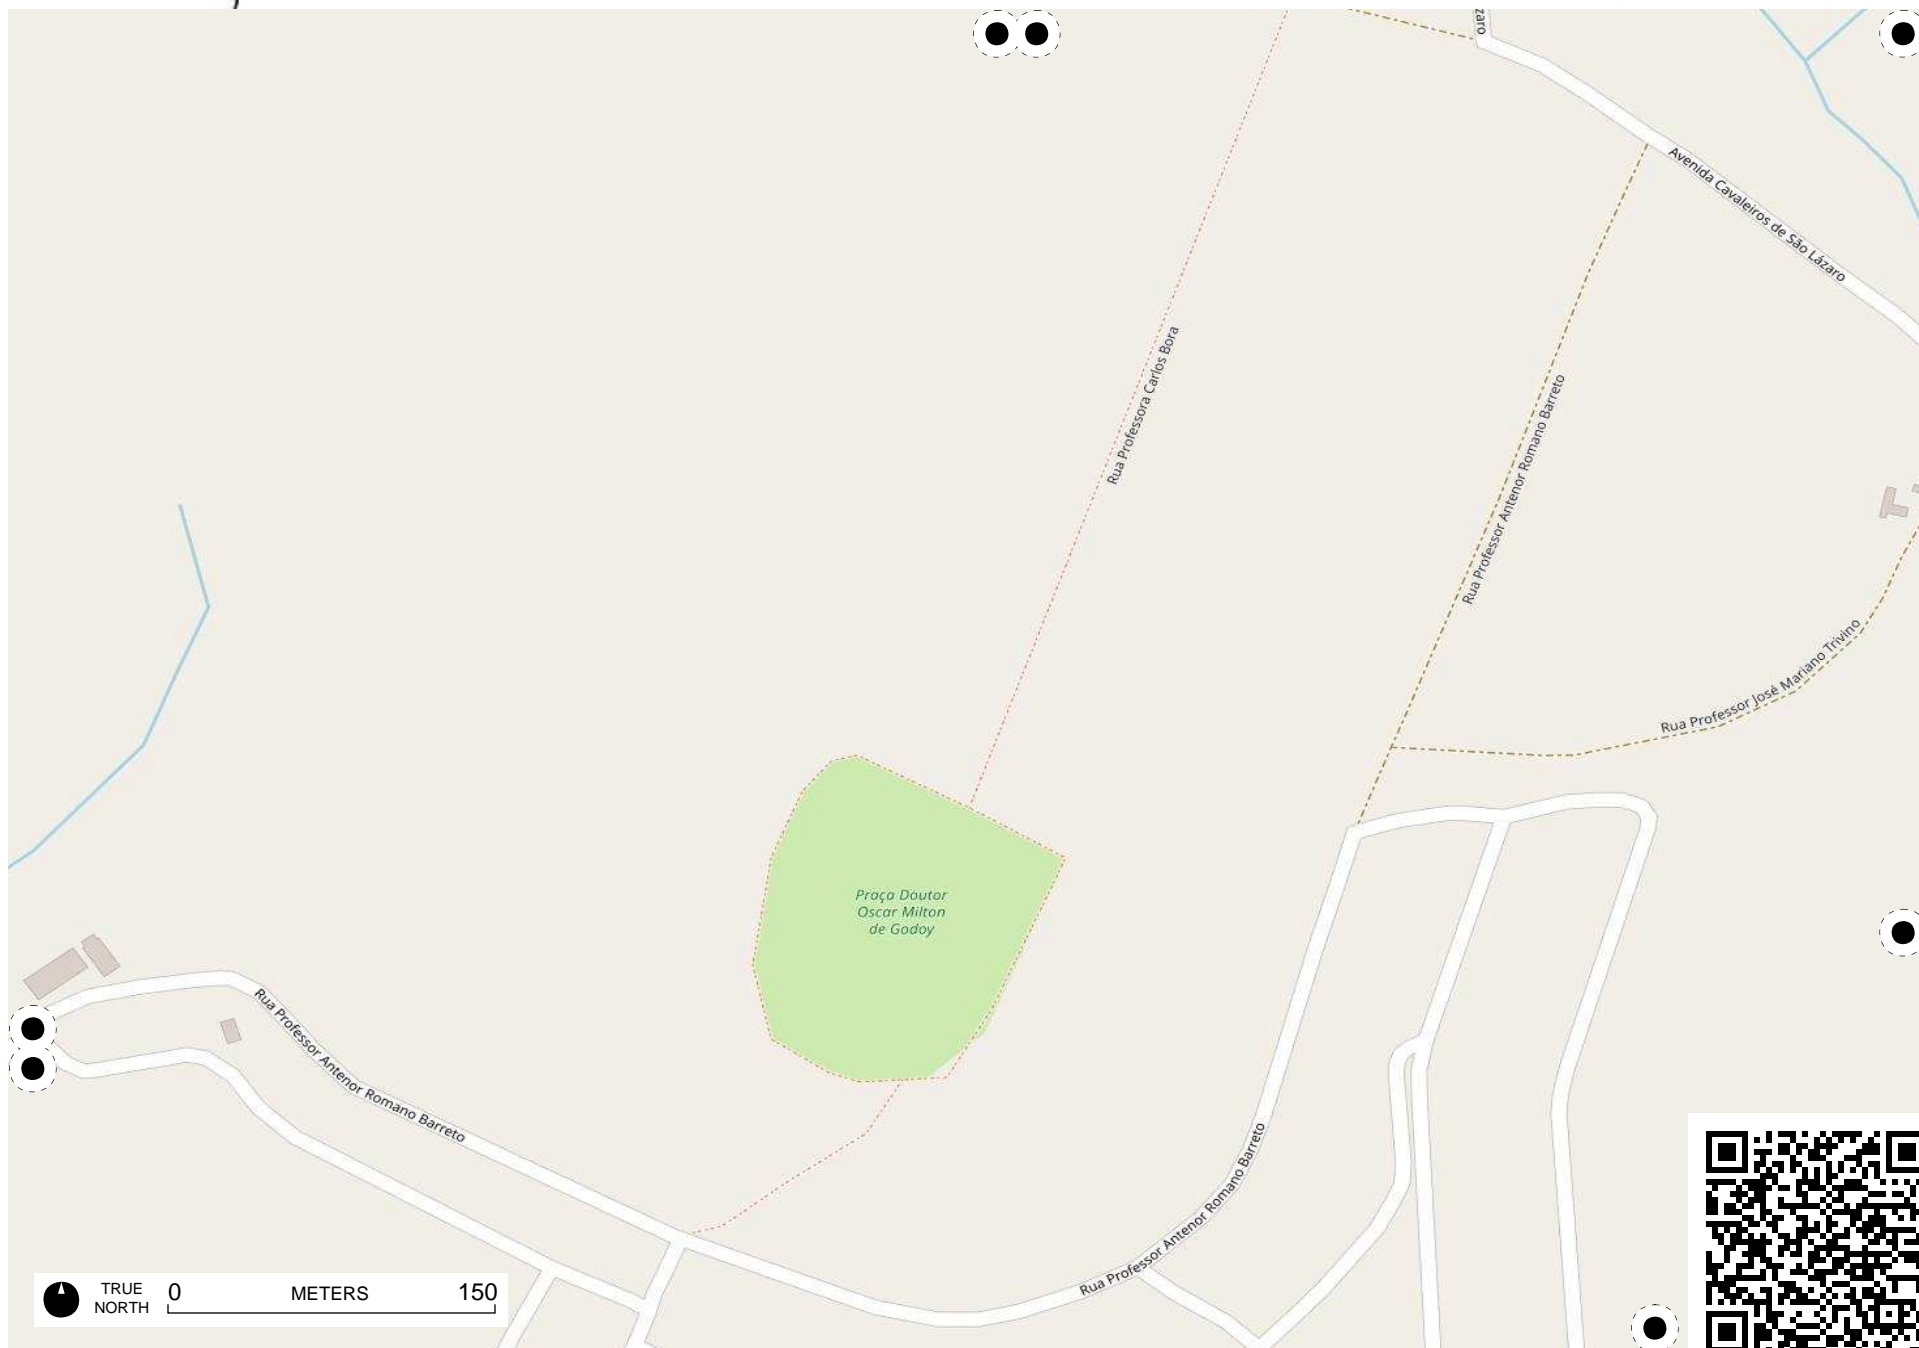 zaro
Avenida Cavaleiros de São Lázaro
Rua Professora Carlos Bora
Rua Professor Antenor Romano Barreto
Rua Professor José Mariano Trivino
Praça Doutor
Oscar Milton
de Godoy
Rua Professor Antenor Romano Barreto
Rua Professor Antenor Romano Barreto
TRUE
NORTH
0 METERS 150